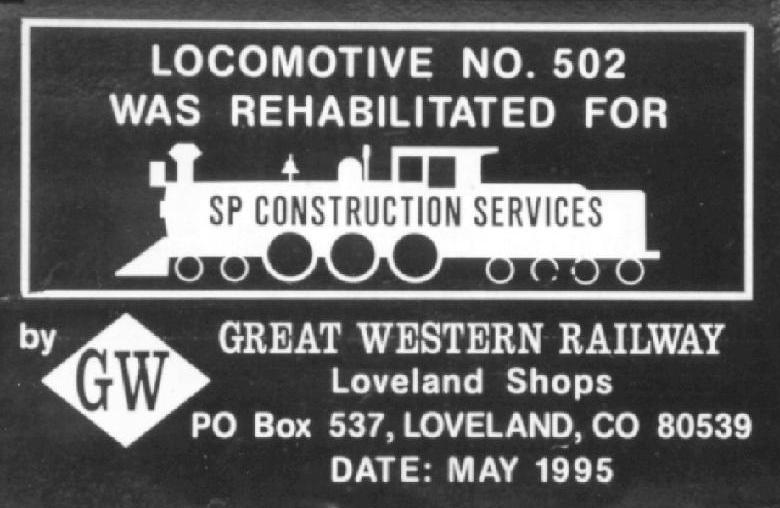 LOCOMOTIVE NO. 502
WAS REHABILITATED FOR
SP CONSTRUCTION SERVICES
by
GW
GREAT WESTERN RAILWAY
Loveland Shops
PO Box 537, LOVELAND, CO 80539
DATE: MAY 1995